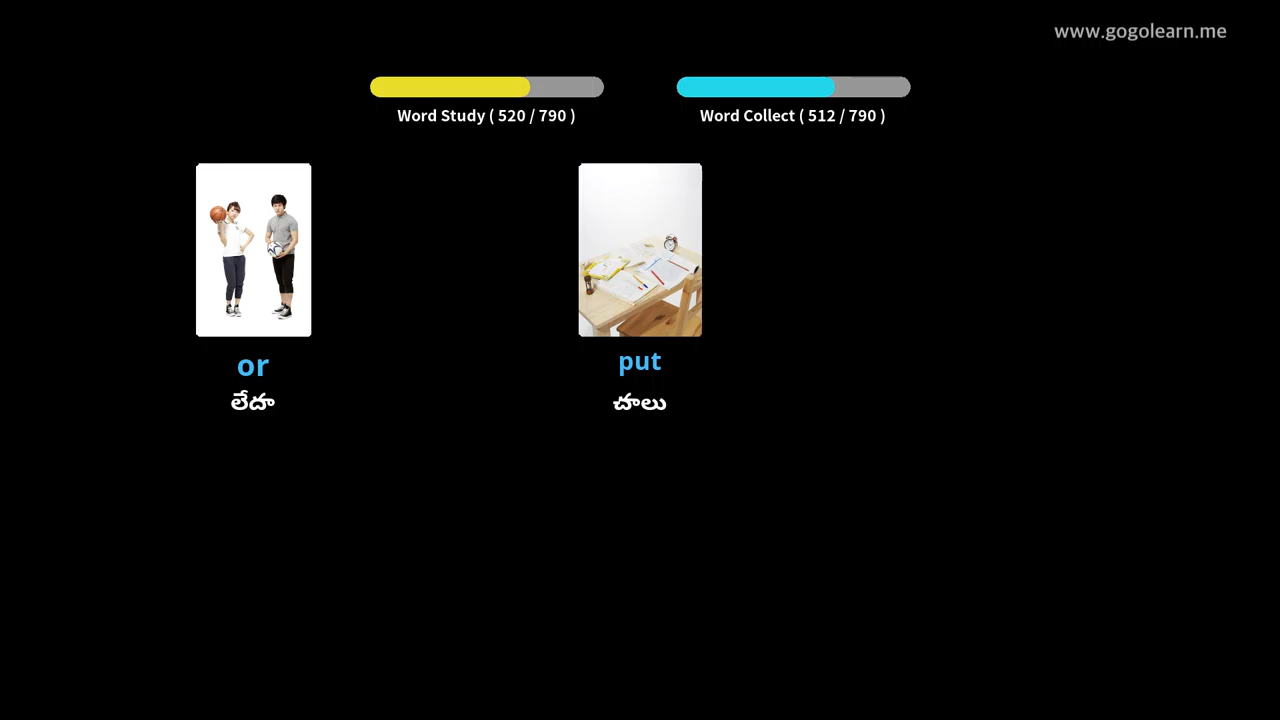 www.gogolearn.me
Word Study ( 520 / 790 )
Word Collect ( 512 / 790 )
or
put
లేదా
చాలు